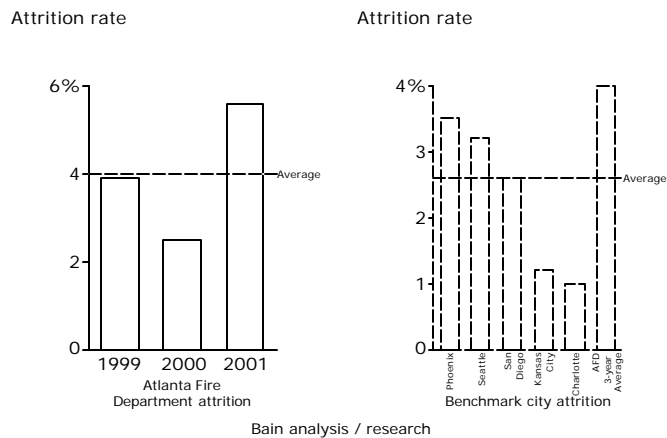 Attrition rate
6%
4
2
0
Average
1999 2000 2001
Atlanta Fire
Department attrition
Attrition rate
4%
3
2
1
0
Average
Phoenix
Seattle
San
Diego
Kansas
City
Charlotte
AFD
3-year
Average
Benchmark city attrition
Bain analysis / research